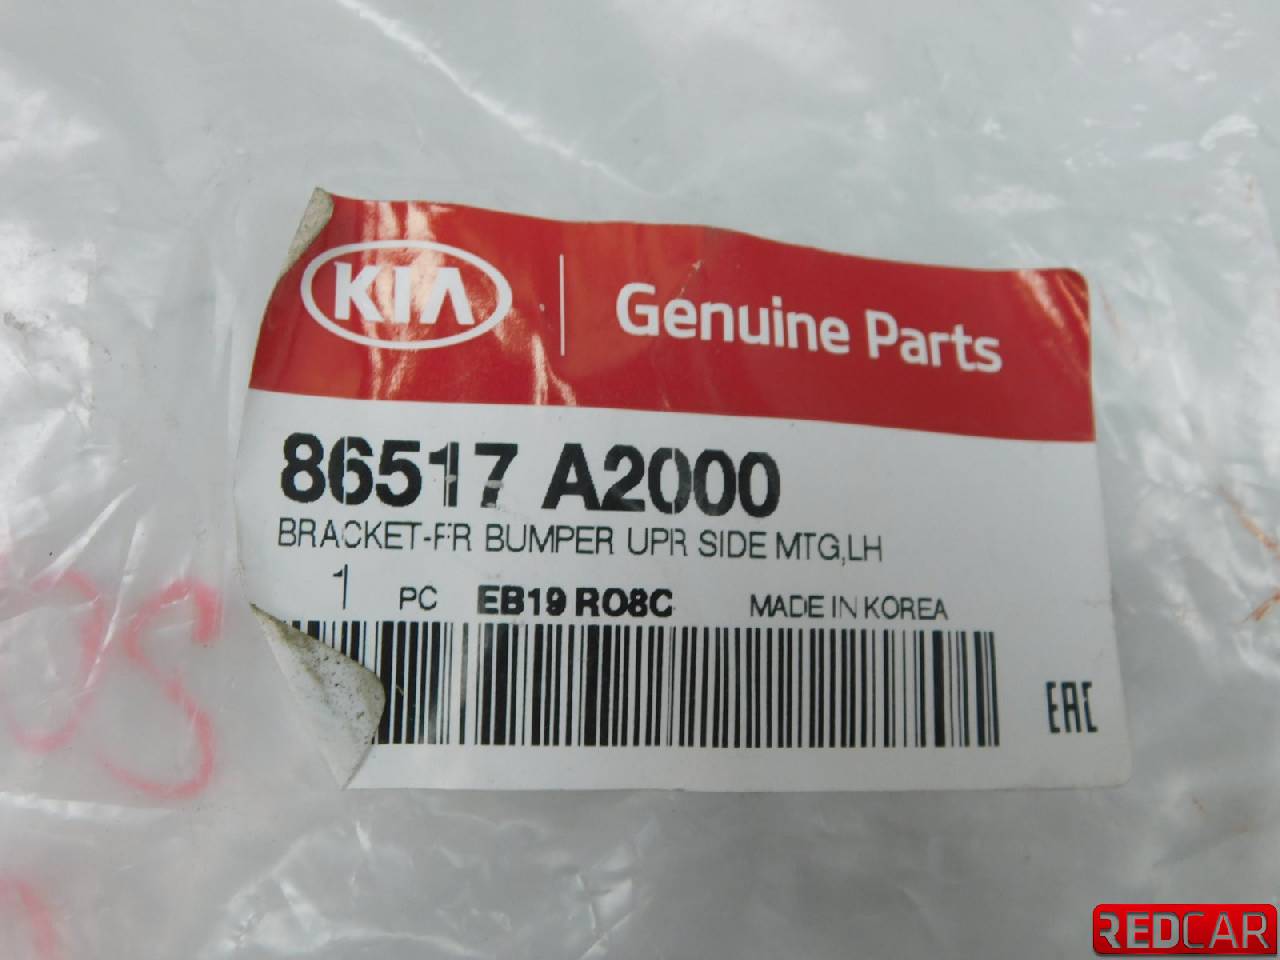 KIA
Genuine Parts
86517 A2000
BRACKET-FR BUMPER UPR SIDE MTG,LH
1 PC EB19 RO8C MADE IN KOREA
EAC
REDCAR